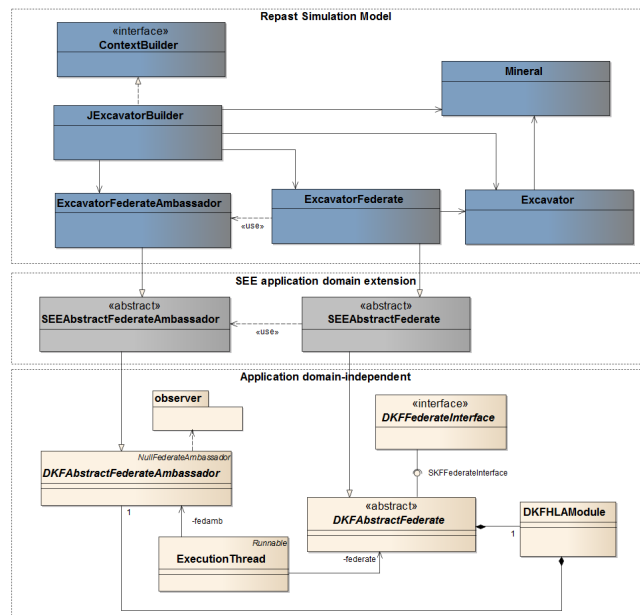 Repast Simulation Model
«interface»
ContextBuilder
Mineral
JExcavatorBuilder
ExcavatorFederateAmbassador
ExcavatorFederate
Excavator
«use»
SEE application domain extension
«abstract»
SEEAbstractFederateAmbassador
«abstract»
SEEAbstractFederate
«use»
Application domain-independent
observer
«interface»
DKFFederateInterface
NullFederateAmbassador
DKFAbstractFederateAmbassador
SKFFederateInterface
«abstract»
DKFAbstractFederate
DKFHLAModule
1
1
-fedamb
Runnable
ExecutionThread
-federate